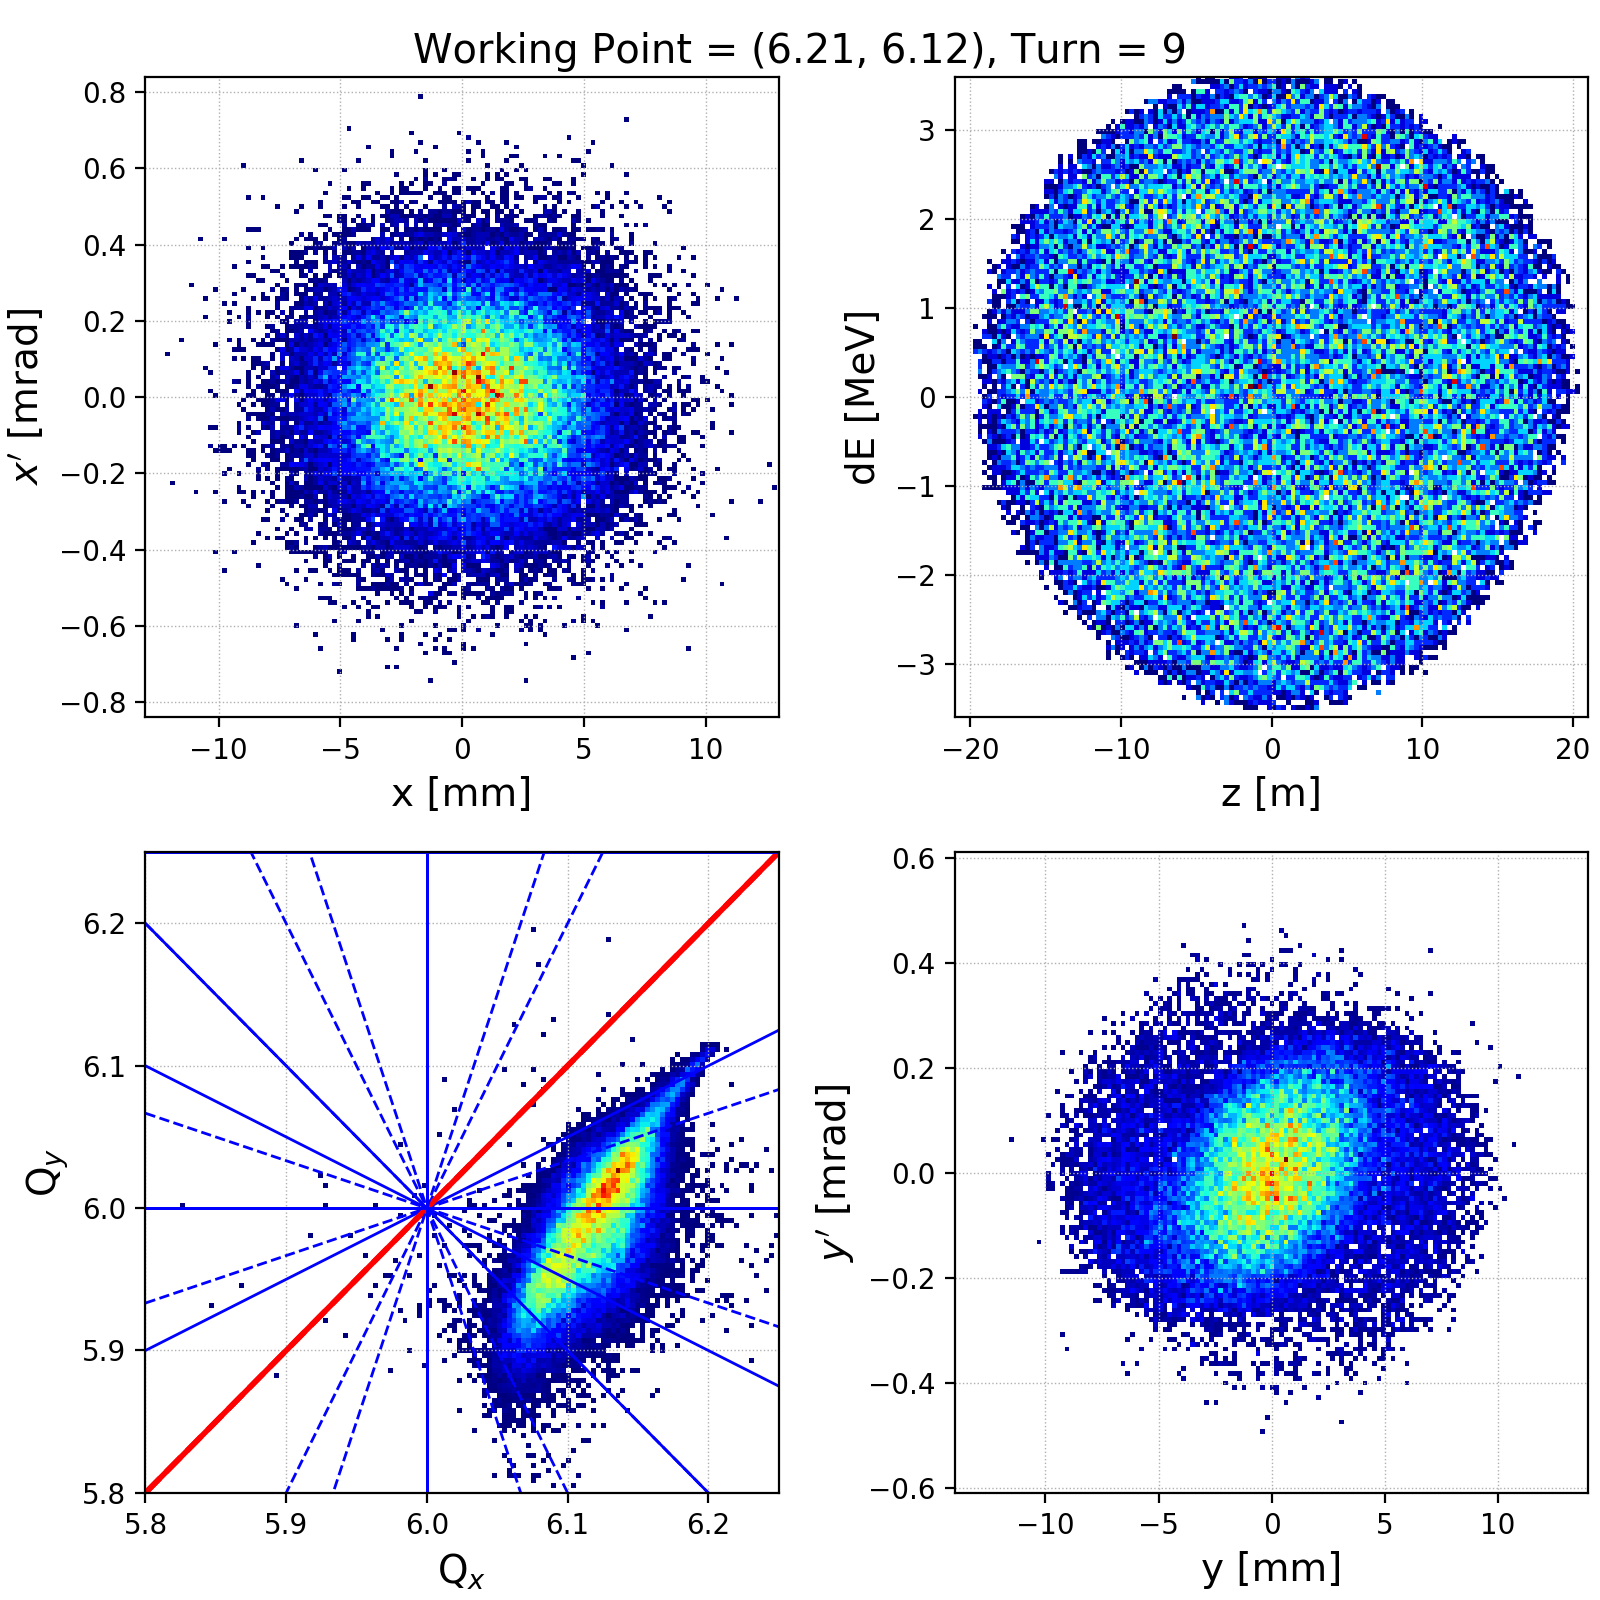 Working Point = (6.21, 6.12), Turn = 9
0.8
0.6
0.4
0.2
0.0
−0.2
−0.4
−0.6
−0.8
x′ [mrad]
−10 −5 0 5 10
x [mm]
3
2
1
0
−1
−2
−3
dE [MeV]
−20 −10 0 10 20
z [m]
6.2
6.1
6.0
5.9
5.8
Qy
5.8 5.9 6.0 6.1 6.2
Qx
0.6
0.4
0.2
0.0
−0.2
−0.4
−0.6
y′ [mrad]
−10 −5 0 5 10
y [mm]